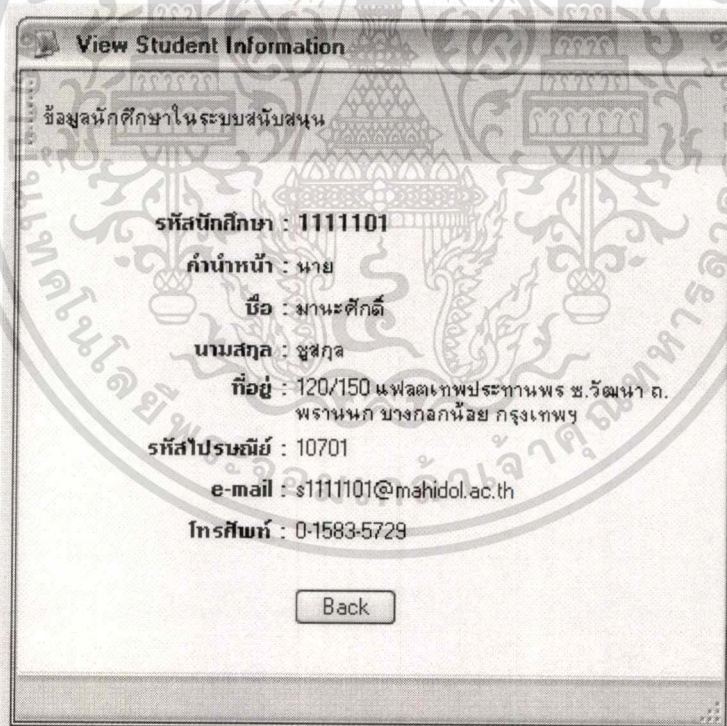 View Student Information
ข้อมูลนักศึกษาในระบบสนับสนุน
รหัสนักศึกษา : 1111101
คำนำหน้า : นาย
ชื่อ : มานะศักดิ์
นามสกุล : ชูสกุล
ที่อยู่ : 120/150 แฟลตเทพประทานพร ซ.วัฒนา ถ.
พรานนก บางกอกน้อย กรุงเทพฯ
รหัสไปรษณีย์ : 10701
e-mail : s1111101@mahidol.ac.th
โทรศัพท์ : 0-1583-5729
Back